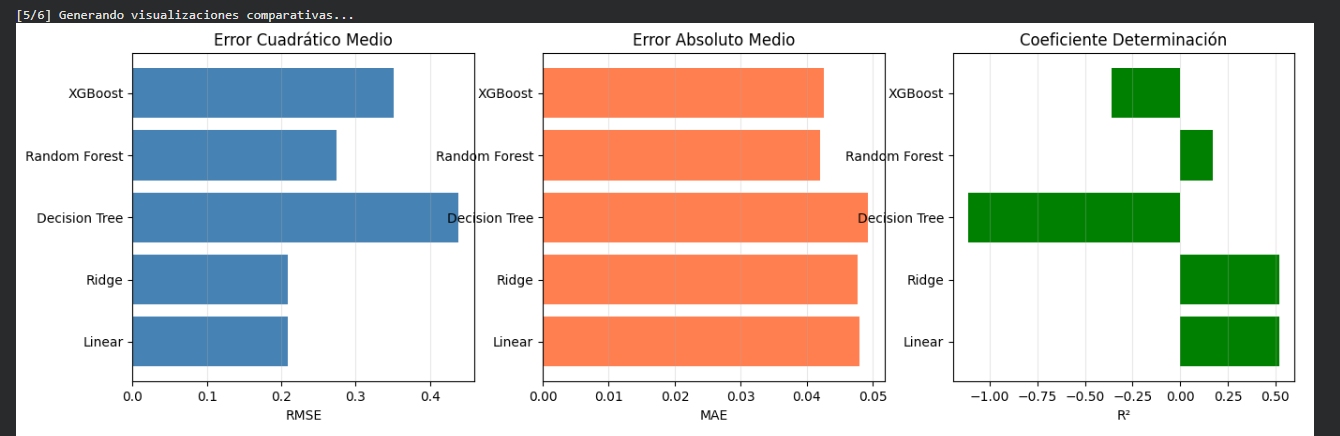 [5/6] Generando visualizaciones comparativas...
Error Cuadrático Medio
XGBoost
Random Forest
Decision Tree
Ridge
Linear
0.0 0.1 0.2 0.3 0.4
RMSE
Error Absoluto Medio
XGBoost
Random Forest
Decision Tree
Ridge
Linear
0.00 0.01 0.02 0.03 0.04 0.05
MAE
Coeficiente Determinación
XGBoost
Random Forest
Decision Tree
Ridge
Linear
−1.00 −0.75 −0.50 −0.25 0.00 0.25 0.50
R²